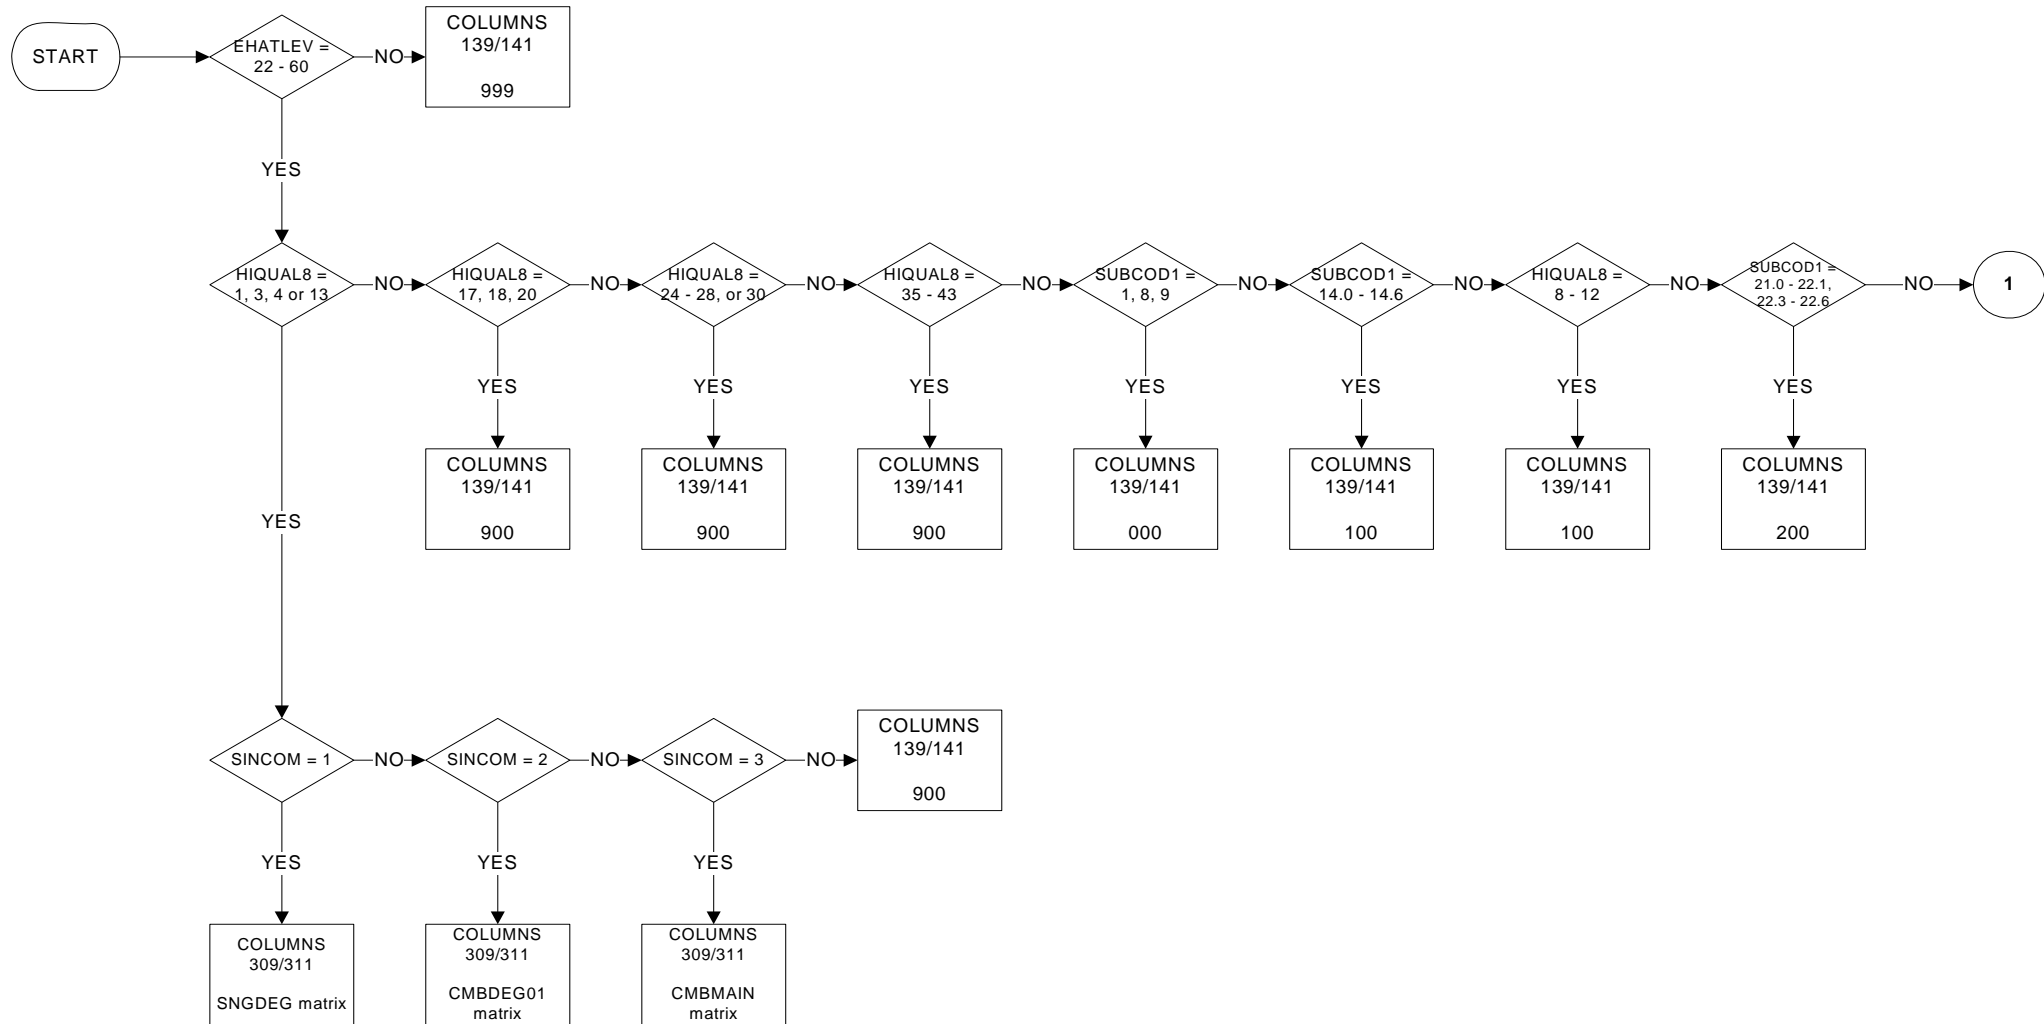 START
EHATLEV =
22 - 60
NO
COLUMNS
139/141
999
YES
HIQUAL8 =
1, 3, 4 or 13
NO
HIQUAL8 =
17, 18, 20
NO
HIQUAL8 =
24 - 28, or 30
NO
HIQUAL8 =
35 - 43
NO
SUBCOD1 =
1, 8, 9
NO
SUBCOD1 =
14.0 - 14.6
NO
HIQUAL8 =
8 - 12
NO
SUBCOD1 =
21.0 - 22.1,
22.3 - 22.6
NO
1
YES
YES
YES
YES
YES
YES
YES
COLUMNS
139/141
900
COLUMNS
139/141
900
COLUMNS
139/141
900
COLUMNS
139/141
000
COLUMNS
139/141
100
COLUMNS
139/141
100
COLUMNS
139/141
200
YES
SINCOM = 1
NO
SINCOM = 2
NO
SINCOM = 3
NO
COLUMNS
139/141
900
YES
YES
YES
COLUMNS
309/311
SNGDEG matrix
COLUMNS
309/311
CMBDEG01
matrix
COLUMNS
309/311
CMBMAIN
matrix